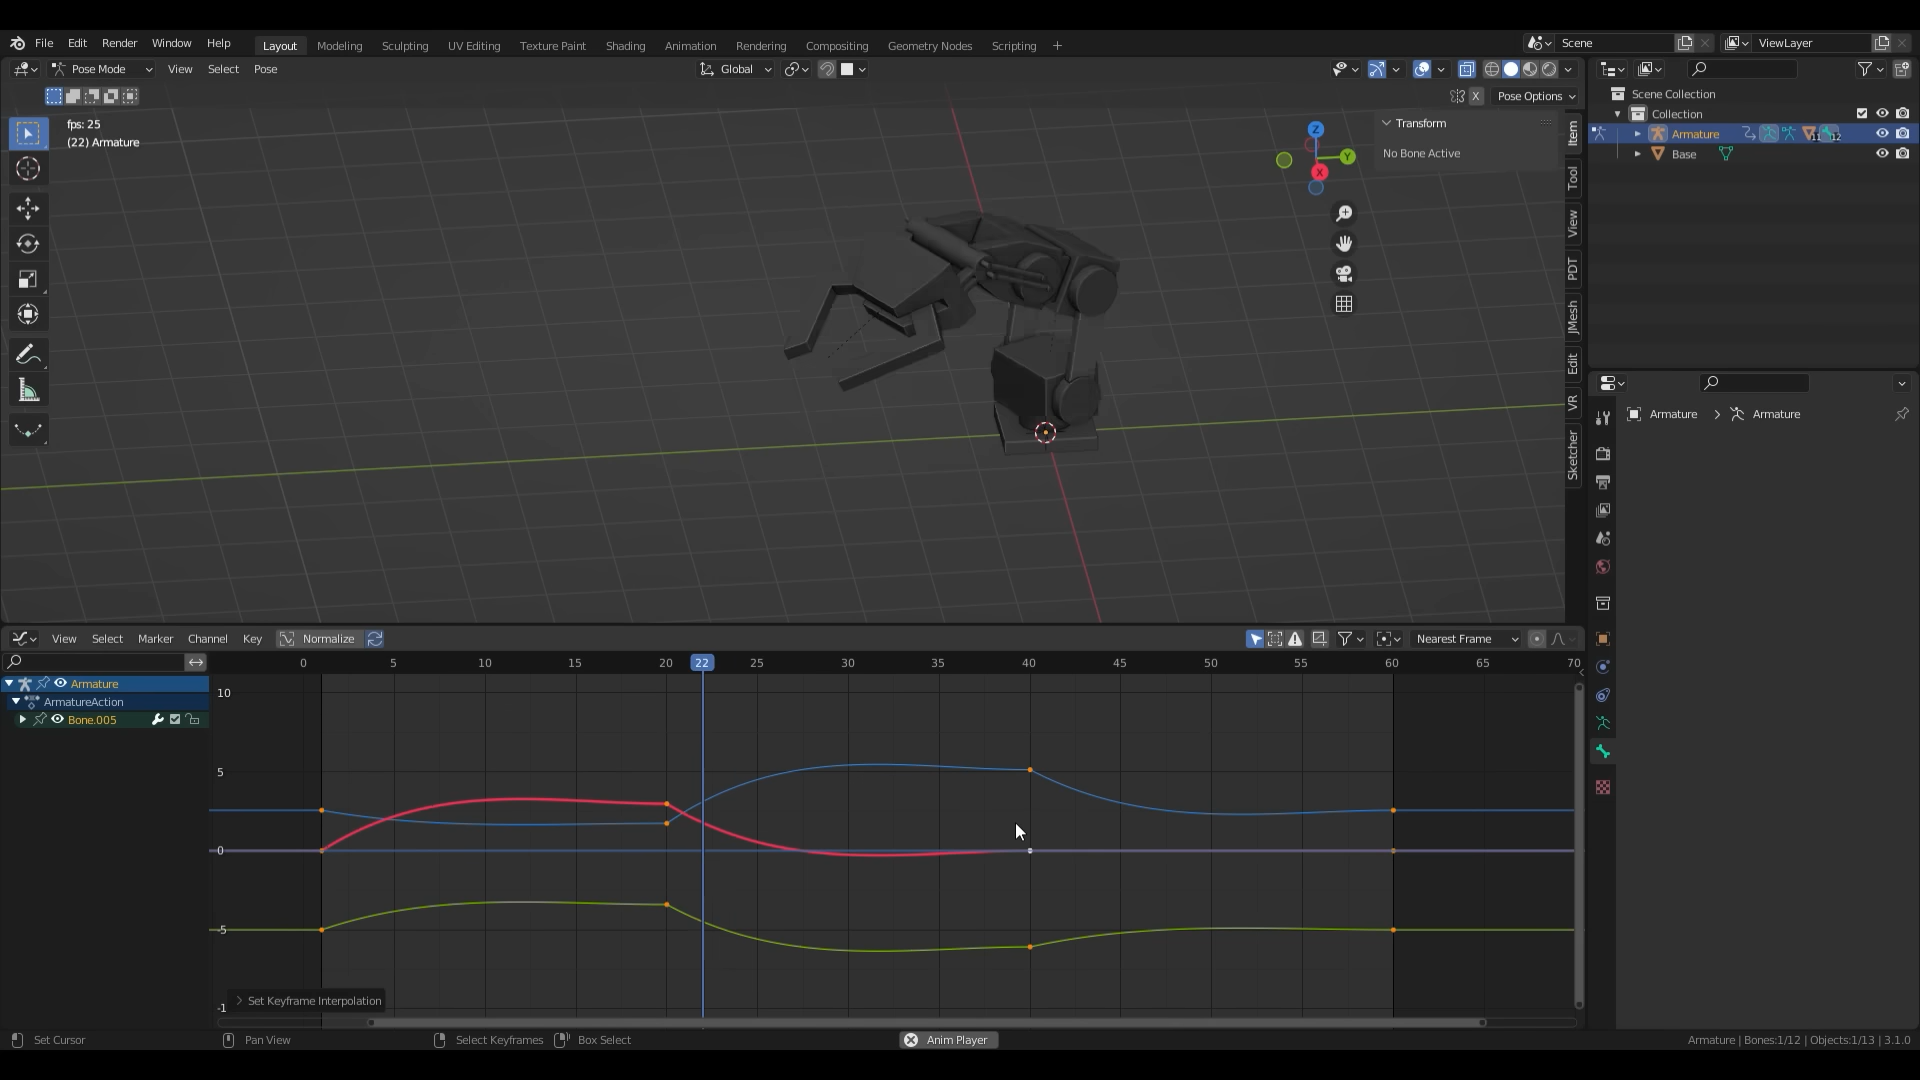 File Edit Render Window Help Layout Modeling Sculpting UV Editing Texture Paint Shading Animation Rendering Compositing Geometry Nodes Scripting + Scene ViewLayer
Pose Mode View Select Pose Global
X Pose Options
fps: 25
(22) Armature
Z
Y
X
Transform
No Bone Active
Item
Tool
View
PDT
JMesh
Edit
VR
Sketcher
Scene Collection
Collection
Armature
Base
Armature > Armature
View Select Marker Channel Key Normalize Nearest Frame
0 5 10 15 20 22 25 30 35 40 45 50 55 60 65 70
Armature
ArmatureAction
Bone.005
10
5
0
-5
-1
Set Keyframe Interpolation
Set Cursor Pan View Select Keyframes Box Select Anim Player Armature | Bones:1/12 | Objects:1/13 | 3.1.0